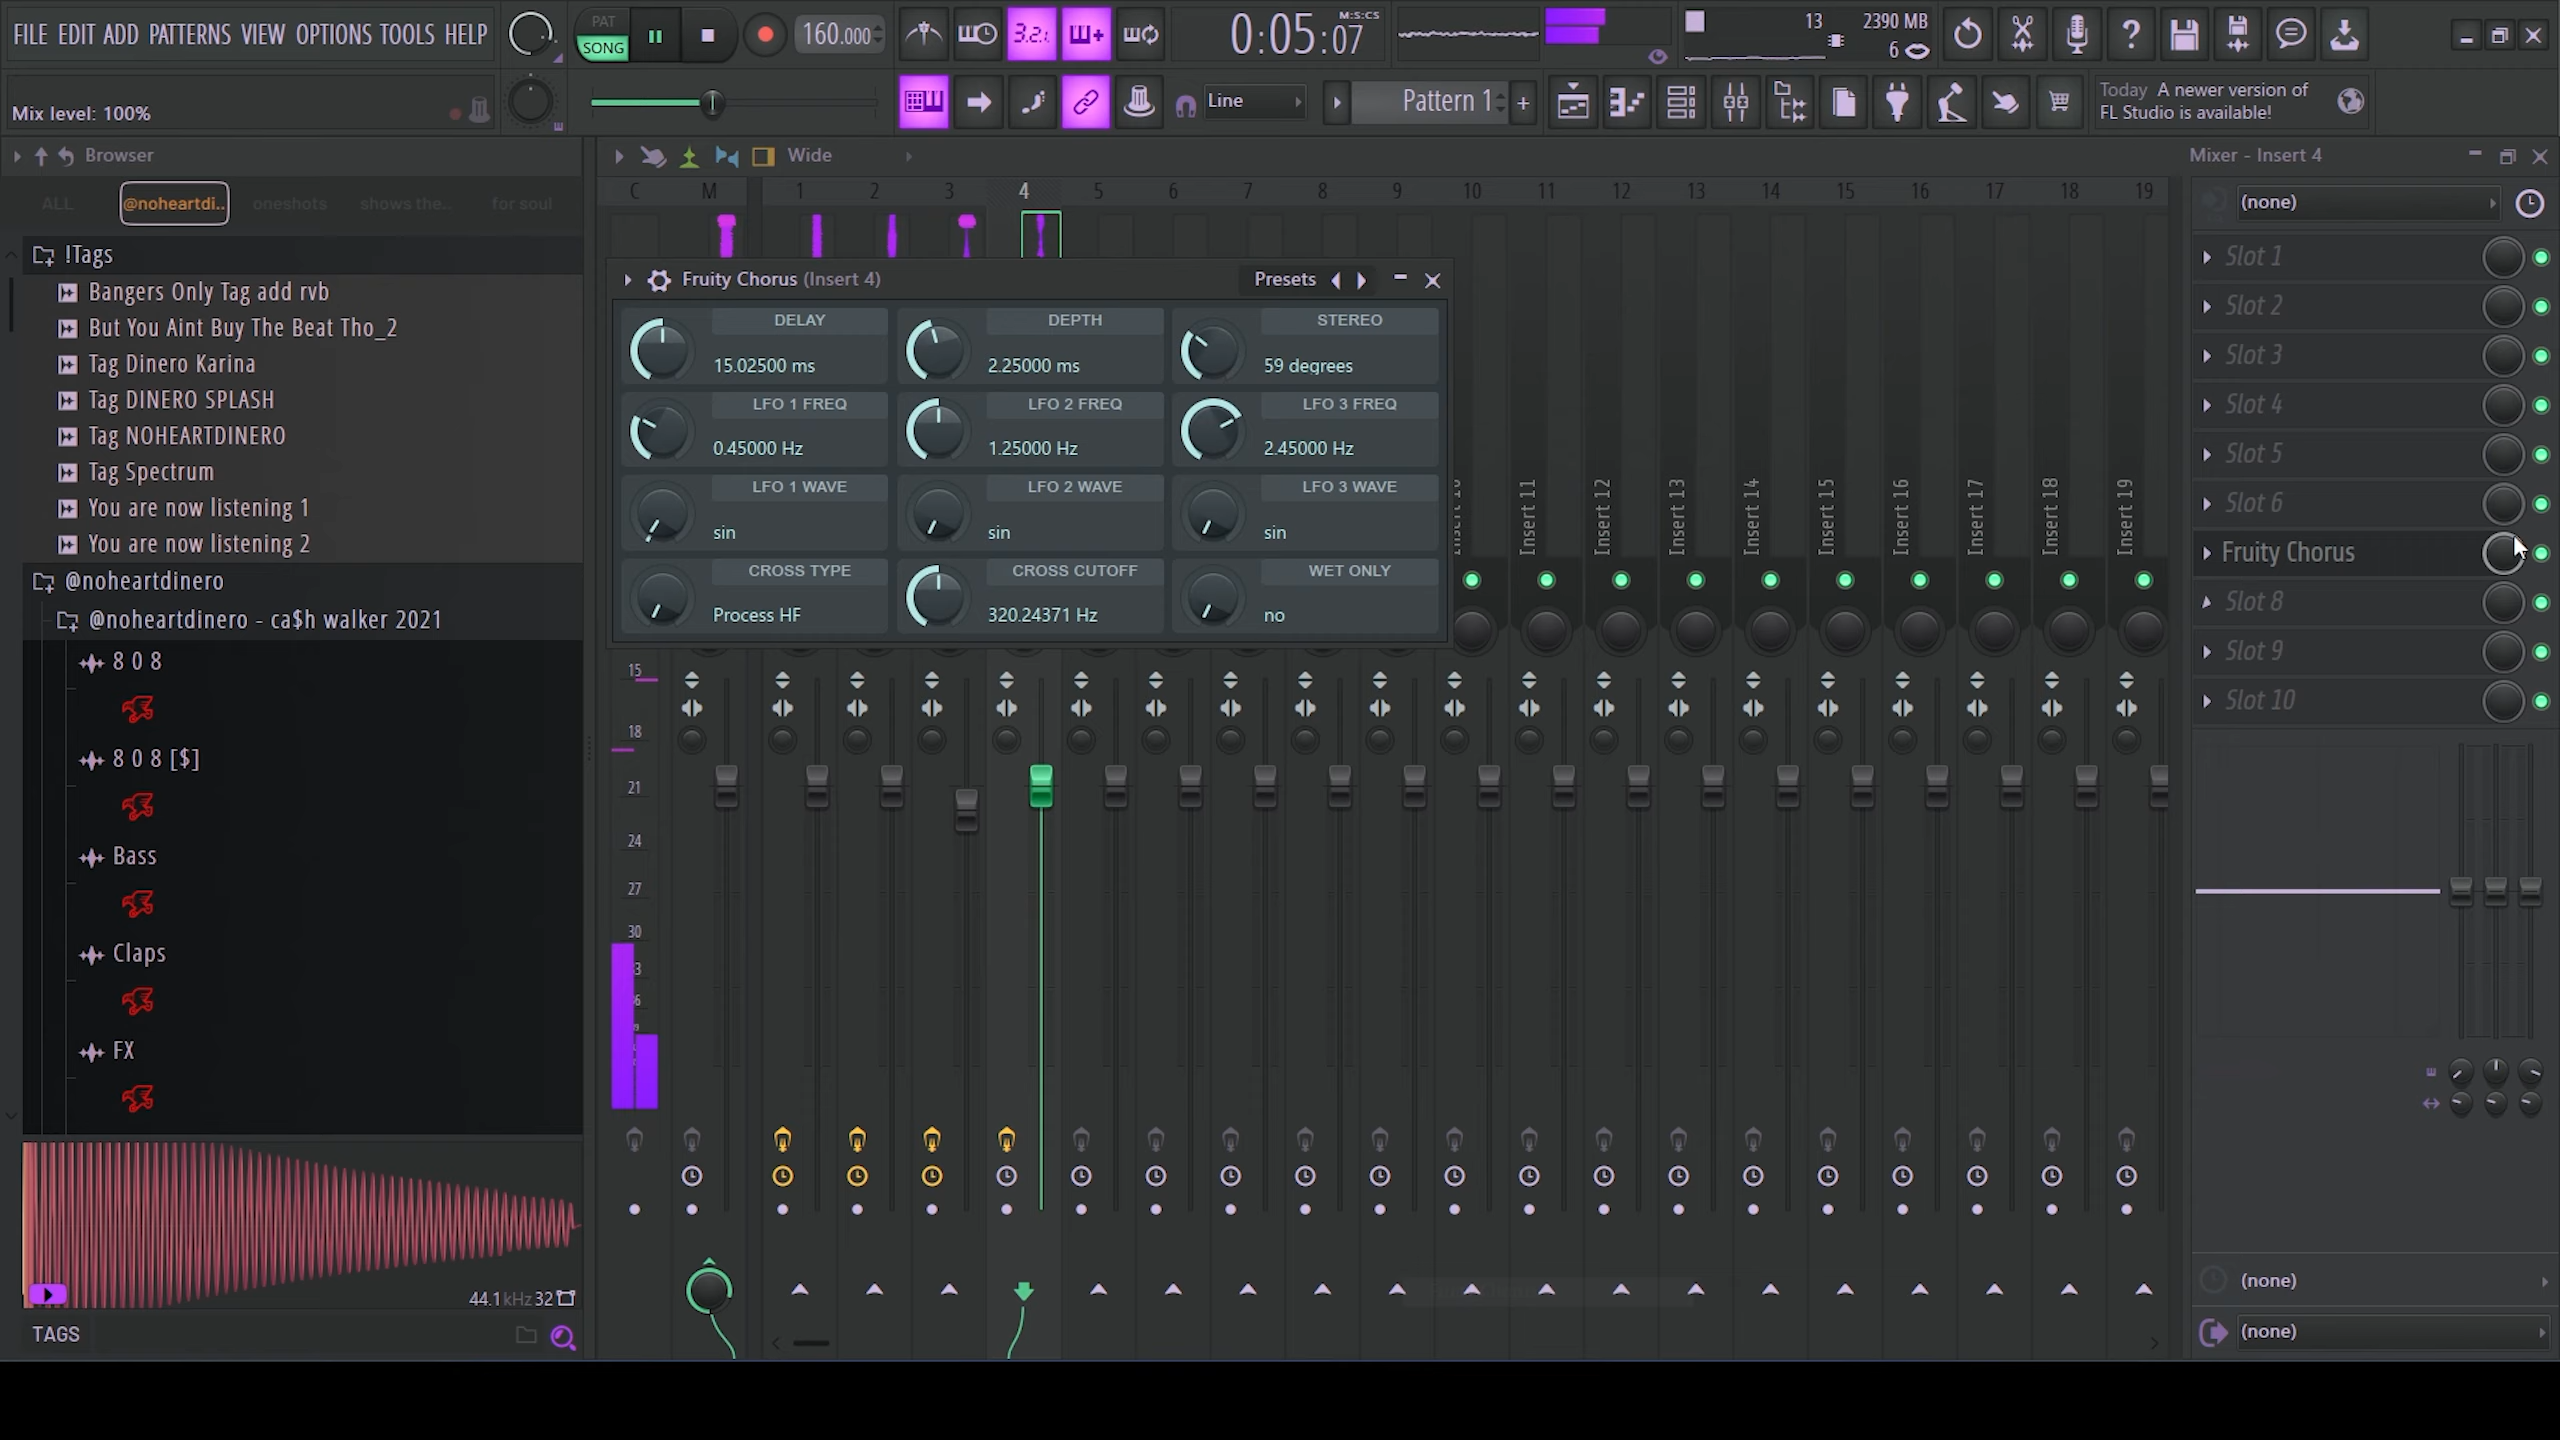 FILE EDIT ADD PATTERNS VIEW OPTIONS TOOLS HELP
PAT
SONG
160.000
3.2.
0:05:07
M:S:CS
13
2390 MB
6
Mix level: 100%
Line
Pattern 1
Today A newer version of
FL Studio is available!
Browser
Wide
Mixer - Insert 4
ALL
@noheartdi..
oneshots
shows the..
for soul
C M 1 2 3 4 5 6 7 8 9 10 11 12 13 14 15 16 17 18 19
(none)
!Tags
Bangers Only Tag add rvb
But You Aint Buy The Beat Tho_2
Tag Dinero Karina
Tag DINERO SPLASH
Tag NOHEARTDINERO
Tag Spectrum
You are now listening 1
You are now listening 2
@noheartdinero
@noheartdinero - ca$h walker 2021
8 0 8
8 0 8 [$]
Bass
Claps
FX
44.1kHz 32
TAGS
Fruity Chorus (Insert 4)
Presets
DELAY
15.02500 ms
DEPTH
2.25000 ms
STEREO
59 degrees
LFO 1 FREQ
0.45000 Hz
LFO 2 FREQ
1.25000 Hz
LFO 3 FREQ
2.45000 Hz
LFO 1 WAVE
sin
LFO 2 WAVE
sin
LFO 3 WAVE
sin
CROSS TYPE
Process HF
CROSS CUTOFF
320.24371 Hz
WET ONLY
no
Insert 11
Insert 12
Insert 13
Insert 14
Insert 15
Insert 16
Insert 17
Insert 18
Insert 19
15
18
21
24
27
30
Slot 1
Slot 2
Slot 3
Slot 4
Slot 5
Slot 6
Fruity Chorus
Slot 8
Slot 9
Slot 10
(none)
(none)